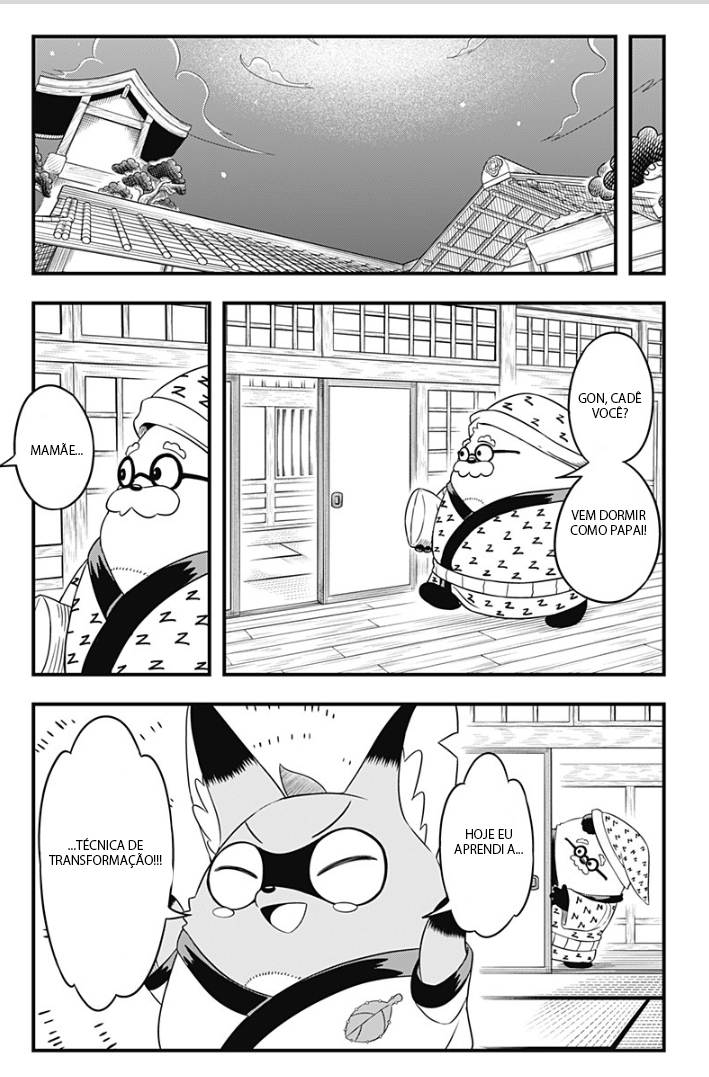 GON, CADÊ
VOCÊ?
VEM DORMIR
COMO PAPAI!
MAMÃE...
HOJE EU
APRENDI A...
...TÉCNICA DE
TRANSFORMAÇÃO!!!